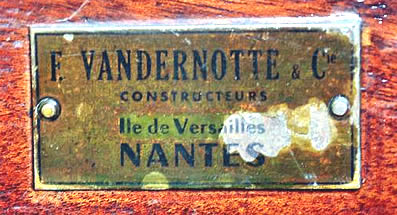 F. VANDERNOTTE & Cie
CONSTRUCTEURS
Ile de Versailles
NANTES